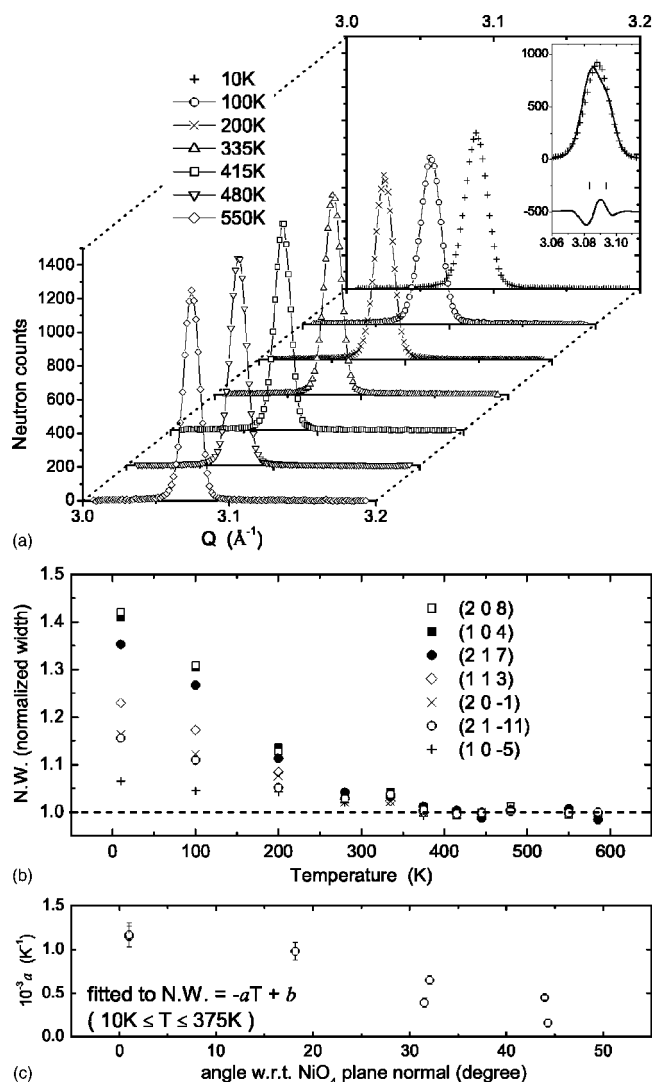 3.0 3.1 3.2
10K
100K
200K
335K
415K
480K
550K
1000
500
0
-500
3.06 3.08 3.10
1400
1200
1000
800
600
400
200
0
Neutron counts
3.0 3.1 3.2
Q (Å-1)
(a)
1.5
1.4
1.3
1.2
1.1
1.0
N.W. (normalized width)
(2 0 8)
(1 0 4)
(2 1 7)
(1 1 3)
(2 0 -1)
(2 1 -11)
(1 0 -5)
0 100 200 300 400 500 600
Temperature (K)
(b)
1.5
1.0
0.5
0.0
10-3a (K-1)
fitted to N.W. = -aT + b
( 10K ≤ T ≤ 375K )
0 10 20 30 40 50
angle w.r.t. NiO4 plane normal (degree)
(c)